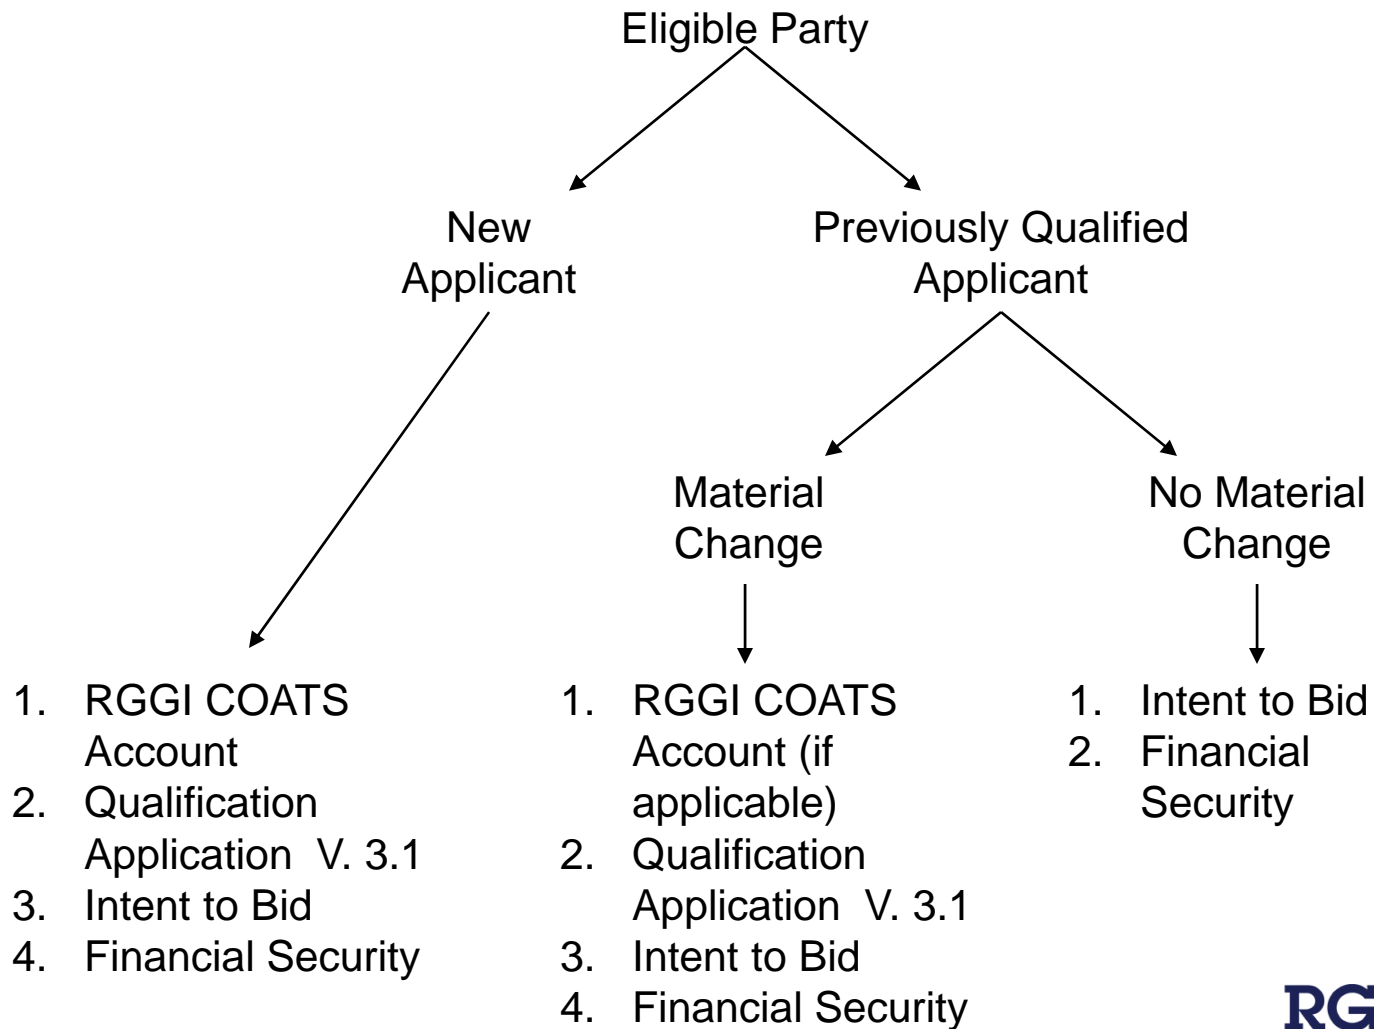 Eligible Party
New
Applicant
Previously Qualified
Applicant
Material
Change
No Material
Change
1. RGGI COATS
Account
2. Qualification
Application V. 3.1
3. Intent to Bid
4. Financial Security
1. RGGI COATS
Account (if
applicable)
2. Qualification
Application V. 3.1
3. Intent to Bid
4. Financial Security
1. Intent to Bid
2. Financial
Security
RG